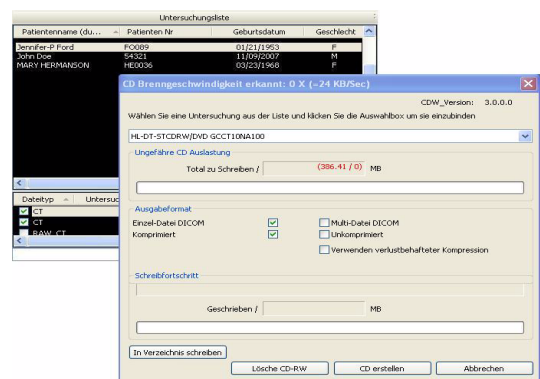 Untersuchungsliste
Patientenname (du... Patienten Nr Geburtsdatum Geschlecht
Jennifer-P Ford FO089 01/21/1953 F
John Doe 54321 11/09/2007 M
MARY HERMANSON HE0036 03/23/1968 F
CD Brenngeschwindigkeit erkannt: 0 X (~24 KB/Sec)
CDW_Version: 3.0.0.0
Wählen Sie eine Untersuchung aus der Liste und klicken Sie die Auswahlbox um sie einzubinden
HL-DT-STCDRW/DVD GCCT10NA100
Ungefähre CD Auslastung
Total zu Schreiben / (386.41 / 0) MB
Dateityp Untersuc
CT
CT
RAW_CT
Ausgabeformat
Einzel-Datei DICOM Multi-Datei DICOM
Komprimiert Unkomprimiert
Verwenden verlustbehafteter Kompression
Schreibfortschritt
Geschrieben / MB
In Verzeichnis schreiben
Lösche CD-RW CD erstellen Abbrechen